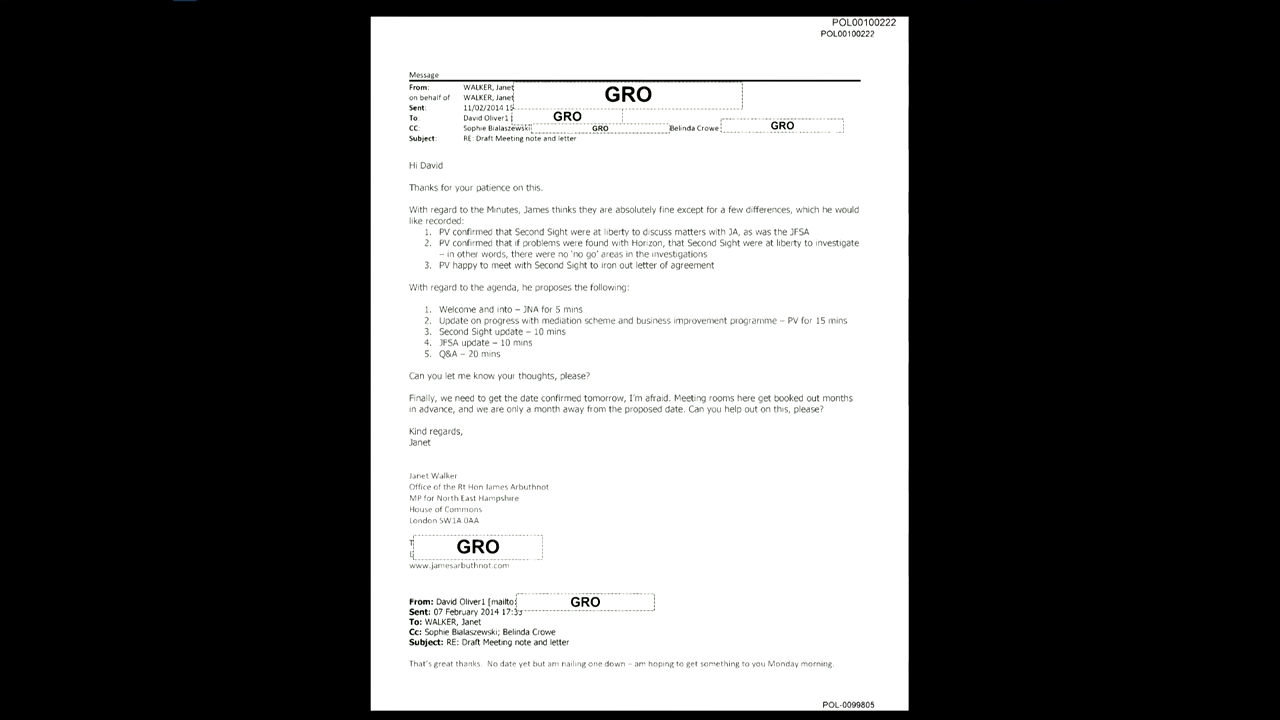 POL00100222
POL00100222
Message
From: WALKER, Janet GRO
on behalf of WALKER, Janet
Sent: 11/02/2014 15
To: David Oliver1 GRO
CC: Sophie Bialaszewski GRO Belinda Crowe GRO
Subject: RE: Draft Meeting note and letter
Hi David
Thanks for your patience on this.
With regard to the Minutes, James thinks they are absolutely fine except for a few differences, which he would
like recorded:
1. PV confirmed that Second Sight were at liberty to discuss matters with JA, as was the JFSA
2. PV confirmed that if problems were found with Horizon, that Second Sight were at liberty to investigate
– in other words, there were no 'no go' areas in the investigations
3. PV happy to meet with Second Sight to iron out letter of agreement
With regard to the agenda, he proposes the following:
1. Welcome and into – JNA for 5 mins
2. Update on progress with mediation scheme and business improvement programme – PV for 15 mins
3. Second Sight update – 10 mins
4. JFSA update – 10 mins
5. Q&A – 20 mins
Can you let me know your thoughts, please?
Finally, we need to get the date confirmed tomorrow, I'm afraid. Meeting rooms here get booked out months
in advance, and we are only a month away from the proposed date. Can you help out on this, please?
Kind regards,
Janet
Janet Walker
Office of the Rt Hon James Arbuthnot
MP for North East Hampshire
House of Commons
London SW1A 0AA
GRO
www.jamesarbuthnot.com
From: David Oliver1 [mailto: GRO
Sent: 07 February 2014 17:33
To: WALKER, Janet
Cc: Sophie Bialaszewski; Belinda Crowe
Subject: RE: Draft Meeting note and letter
That's great thanks. No date yet but am nailing one down – am hoping to get something to you Monday morning.
POL-0099805